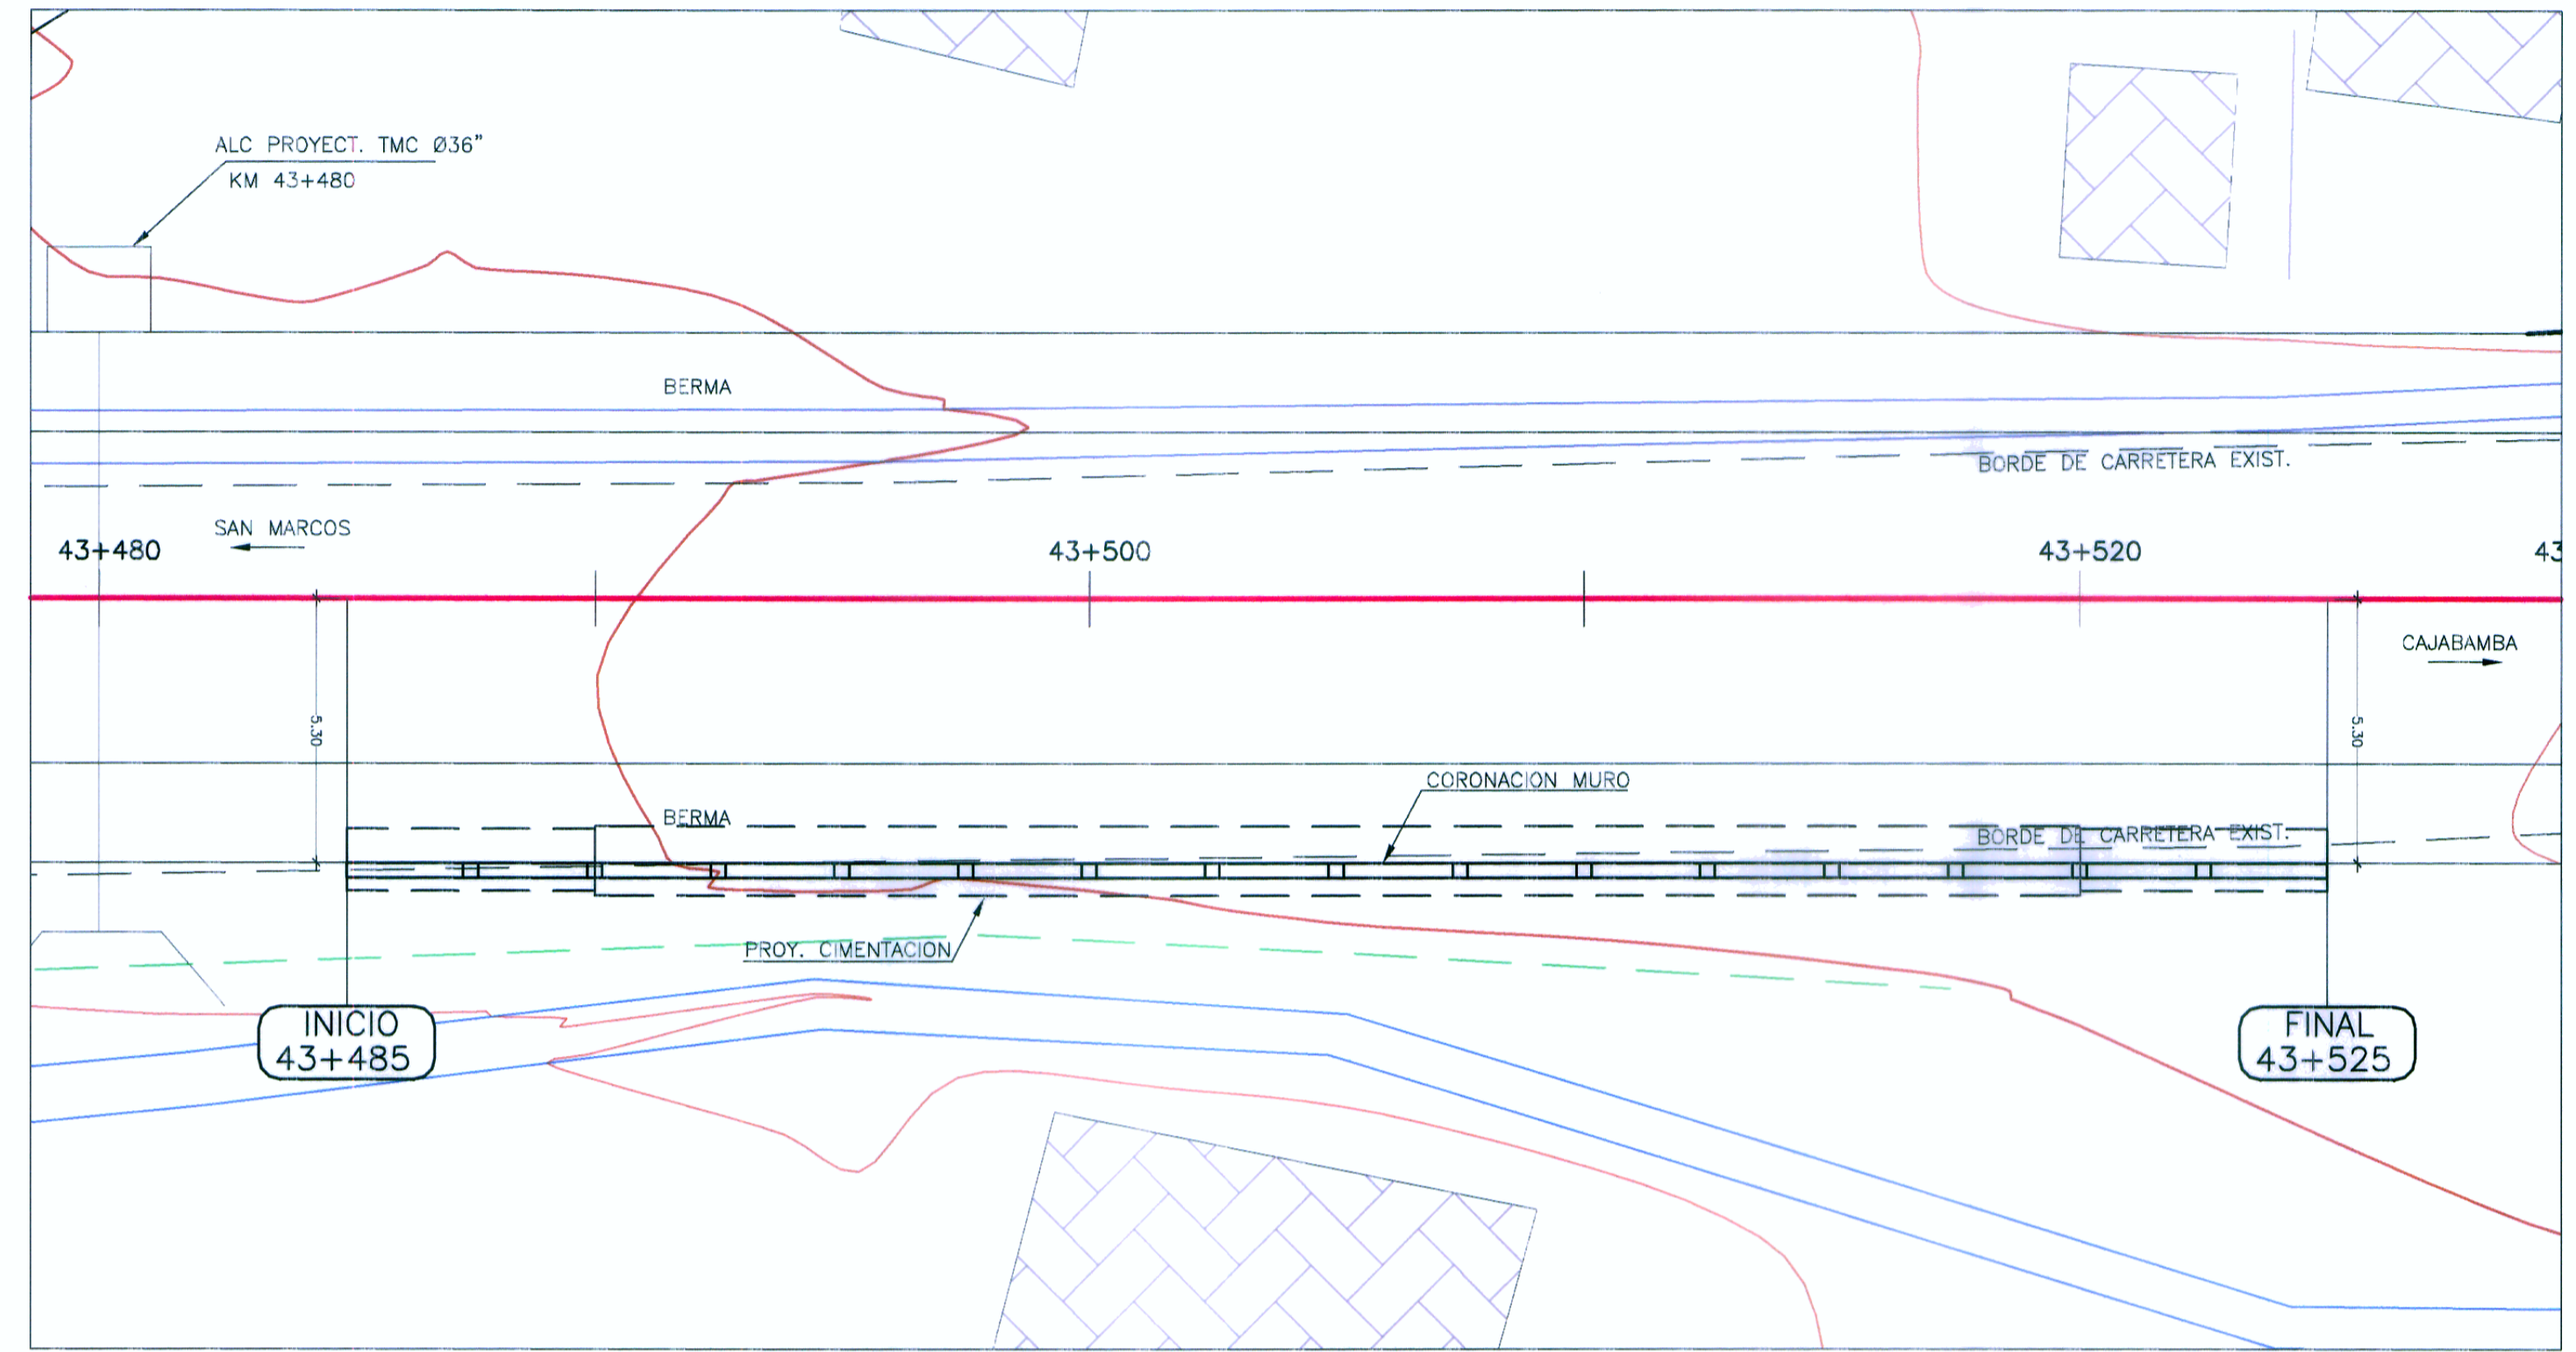 ALC PROYECT. TMC Ø36"
KM 43+480
BERMA
BORDE DE CARRETERA EXIST.
SAN MARCOS
43+480
43+500
43+520
43
CAJABAMBA
5.30
5.30
CORONACION MURO
BERMA
BORDE DE CARRETERA EXIST.
PROY. CIMENTACION
INICIO
43+485
FINAL
43+525